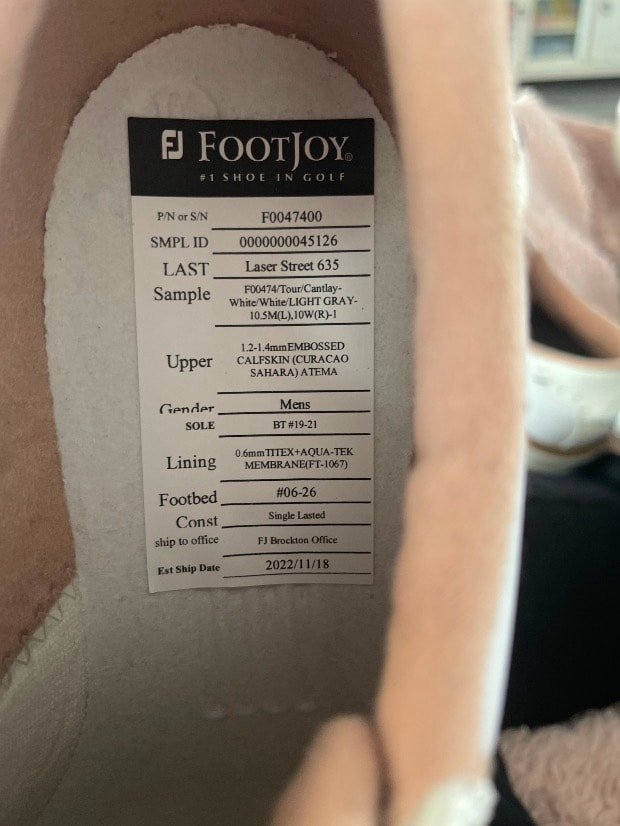 FJ FOOTJOY®
#1 SHOE IN GOLF
P/N or S/N F0047400
SMPL ID 0000000045126
LAST Laser Street 635
Sample F00474/Tour/Cantlay-
White/White/LIGHT GRAY-
10.5M(L),10W(R)-1
Upper 1.2-1.4mmEMBOSSED
CALFSKIN (CURACAO
SAHARA) ATEMA
Gender Mens
SOLE BT #19-21
Lining 0.6mmTITEX+AQUA-TEK
MEMBRANE(FT-1067)
Footbed #06-26
Const Single Lasted
ship to office FJ Brockton Office
Est Ship Date 2022/11/18